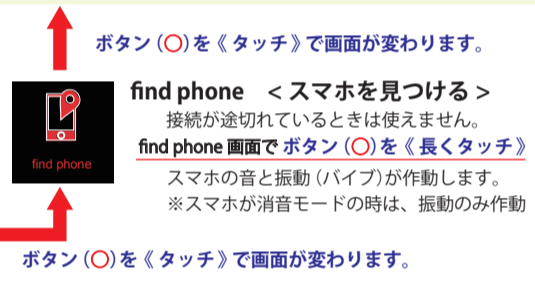 ボタン(○)を《 タッチ 》で画面が変わります。
find phone < スマホを見つける >
接続が途切れているときは使えません。
find phone 画面で ボタン(○)を《 長くタッチ 》
find phone
スマホの音と振動(バイブ)が作動します。
※スマホが消音モードの時は、振動のみ作動
ボタン(○)を《 タッチ 》で画面が変わります。